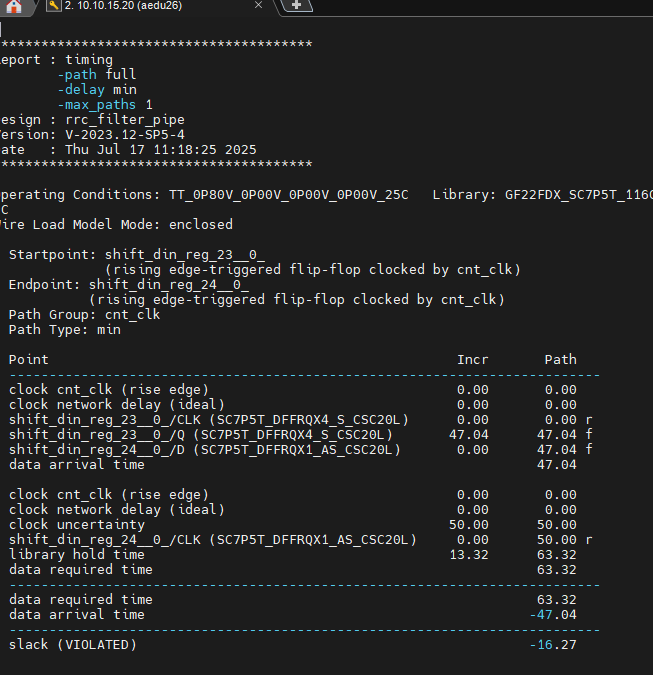 2. 10.10.15.20 (aedu26)
****************************************
eport : timing
-path full
-delay min
-max_paths 1
esign : rrc_filter_pipe
ersion: V-2023.12-SP5-4
ate   : Thu Jul 17 11:18:25 2025
****************************************
perating Conditions: TT_0P80V_0P00V_0P00V_0P00V_25C   Library: GF22FDX_SC7P5T_116C
C
ire Load Model Mode: enclosed
Startpoint: shift_din_reg_23__0_
(rising edge-triggered flip-flop clocked by cnt_clk)
Endpoint: shift_din_reg_24__0_
(rising edge-triggered flip-flop clocked by cnt_clk)
Path Group: cnt_clk
Path Type: min
Point                                                   Incr       Path
--------------------------------------------------------------------------
clock cnt_clk (rise edge)                               0.00       0.00
clock network delay (ideal)                             0.00       0.00
shift_din_reg_23__0_/CLK (SC7P5T_DFFRQX4_S_CSC20L)      0.00       0.00 r
shift_din_reg_23__0_/Q (SC7P5T_DFFRQX4_S_CSC20L)       47.04      47.04 f
shift_din_reg_24__0_/D (SC7P5T_DFFRQX1_AS_CSC20L)       0.00      47.04 f
data arrival time                                                 47.04
clock cnt_clk (rise edge)                               0.00       0.00
clock network delay (ideal)                             0.00       0.00
clock uncertainty                                      50.00      50.00
shift_din_reg_24__0_/CLK (SC7P5T_DFFRQX1_AS_CSC20L)     0.00      50.00 r
library hold time                                      13.32      63.32
data required time                                                63.32
--------------------------------------------------------------------------
data required time                                                63.32
data arrival time                                                -47.04
--------------------------------------------------------------------------
slack (VIOLATED)                                                 -16.27